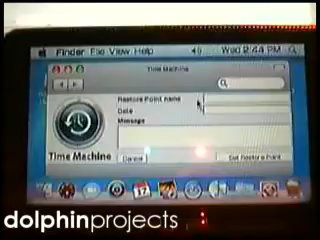 Finder File View Help Wed 2:44 PM
Time Machine
Restore Point name
Date
Message
Time Machine
Cancel
Set Restore Point
17
dolphinprojects